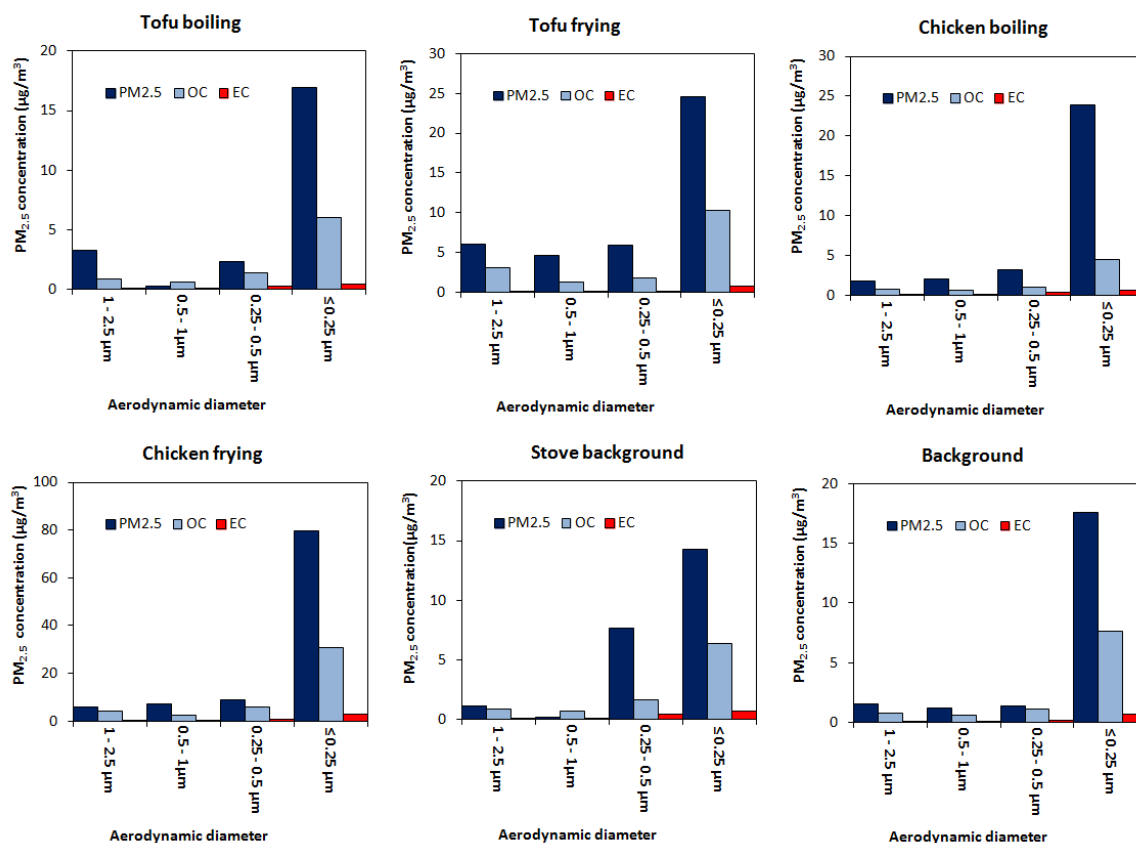 Tofu boiling
PM2.5 concentration (µg/m³)
20
15
10
5
0
PM2.5 OC EC
1 - 2.5 µm
0.5 - 1µm
0.25 - 0.5 µm
≤0.25 µm
Aerodynamic diameter
Tofu frying
PM2.5 concentration (µg/m³)
30
25
20
15
10
5
0
PM2.5 OC EC
1 - 2.5 µm
0.5 - 1µm
0.25 - 0.5 µm
≤0.25 µm
Aerodynamic diameter
Chicken boiling
PM2.5 concentration (µg/m³)
30
25
20
15
10
5
0
PM2.5 OC EC
1 - 2.5 µm
0.5 - 1µm
0.25 - 0.5 µm
≤0.25 µm
Aerodynamic diameter
Chicken frying
PM2.5 concentration (µg/m³)
100
80
60
40
20
0
PM2.5 OC EC
1 - 2.5 µm
0.5 - 1µm
0.25 - 0.5 µm
≤0.25 µm
Aerodynamic diameter
Stove background
PM2.5 concentration(µg/m³)
20
15
10
5
0
PM2.5 OC EC
1 - 2.5 µm
0.5 - 1µm
0.25 - 0.5 µm
≤0.25 µm
Aerodynamic diameter
Background
PM2.5 concentration (µg/m³)
20
15
10
5
0
PM2.5 OC EC
1 - 2.5 µm
0.5 - 1µm
0.25 - 0.5 µm
≤0.25 µm
Aerodynamic diameter